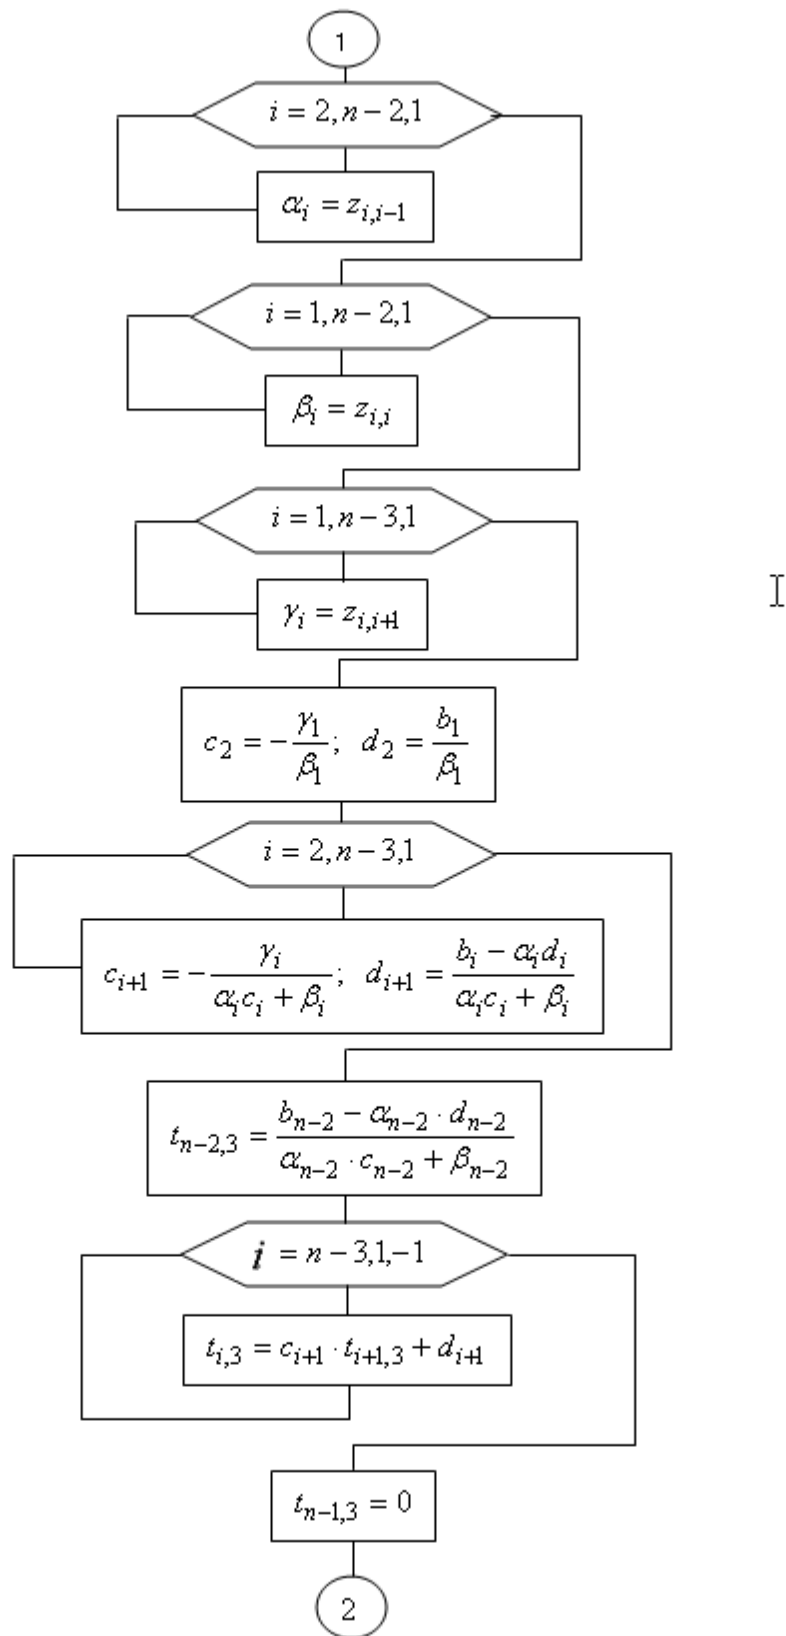 1
i = 2, n − 2,1
α_i = z_{i,i−1}
i = 1, n − 2,1
β_i = z_{i,i}
i = 1, n − 3,1
γ_i = z_{i,i+1}
c_2 = −γ_1/β_1; d_2 = b_1/β_1
i = 2, n − 3,1
c_{i+1} = −γ_i/(α_i c_i + β_i); d_{i+1} = (b_i − α_i d_i)/(α_i c_i + β_i)
t_{n−2,3} = (b_{n−2} − α_{n−2} · d_{n−2})/(α_{n−2} · c_{n−2} + β_{n−2})
i = n − 3,1,−1
t_{i,3} = c_{i+1} · t_{i+1,3} + d_{i+1}
t_{n−1,3} = 0
2